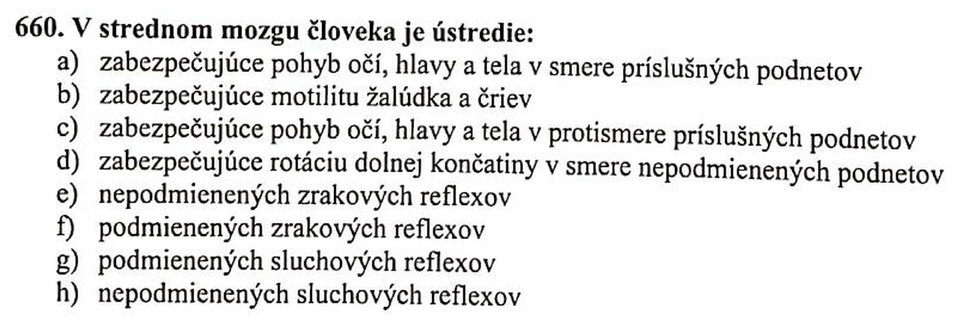 660. V strednom mozgu človeka je ústredie:
a) zabezpečujúce pohyb očí, hlavy a tela v smere príslušných podnetov
b) zabezpečujúce motilitu žalúdka a čriev
c) zabezpečujúce pohyb očí, hlavy a tela v protismere príslušných podnetov
d) zabezpečujúce rotáciu dolnej končatiny v smere nepodmienených podnetov
e) nepodmienených zrakových reflexov
f) podmienených zrakových reflexov
g) podmienených sluchových reflexov
h) nepodmienených sluchových reflexov